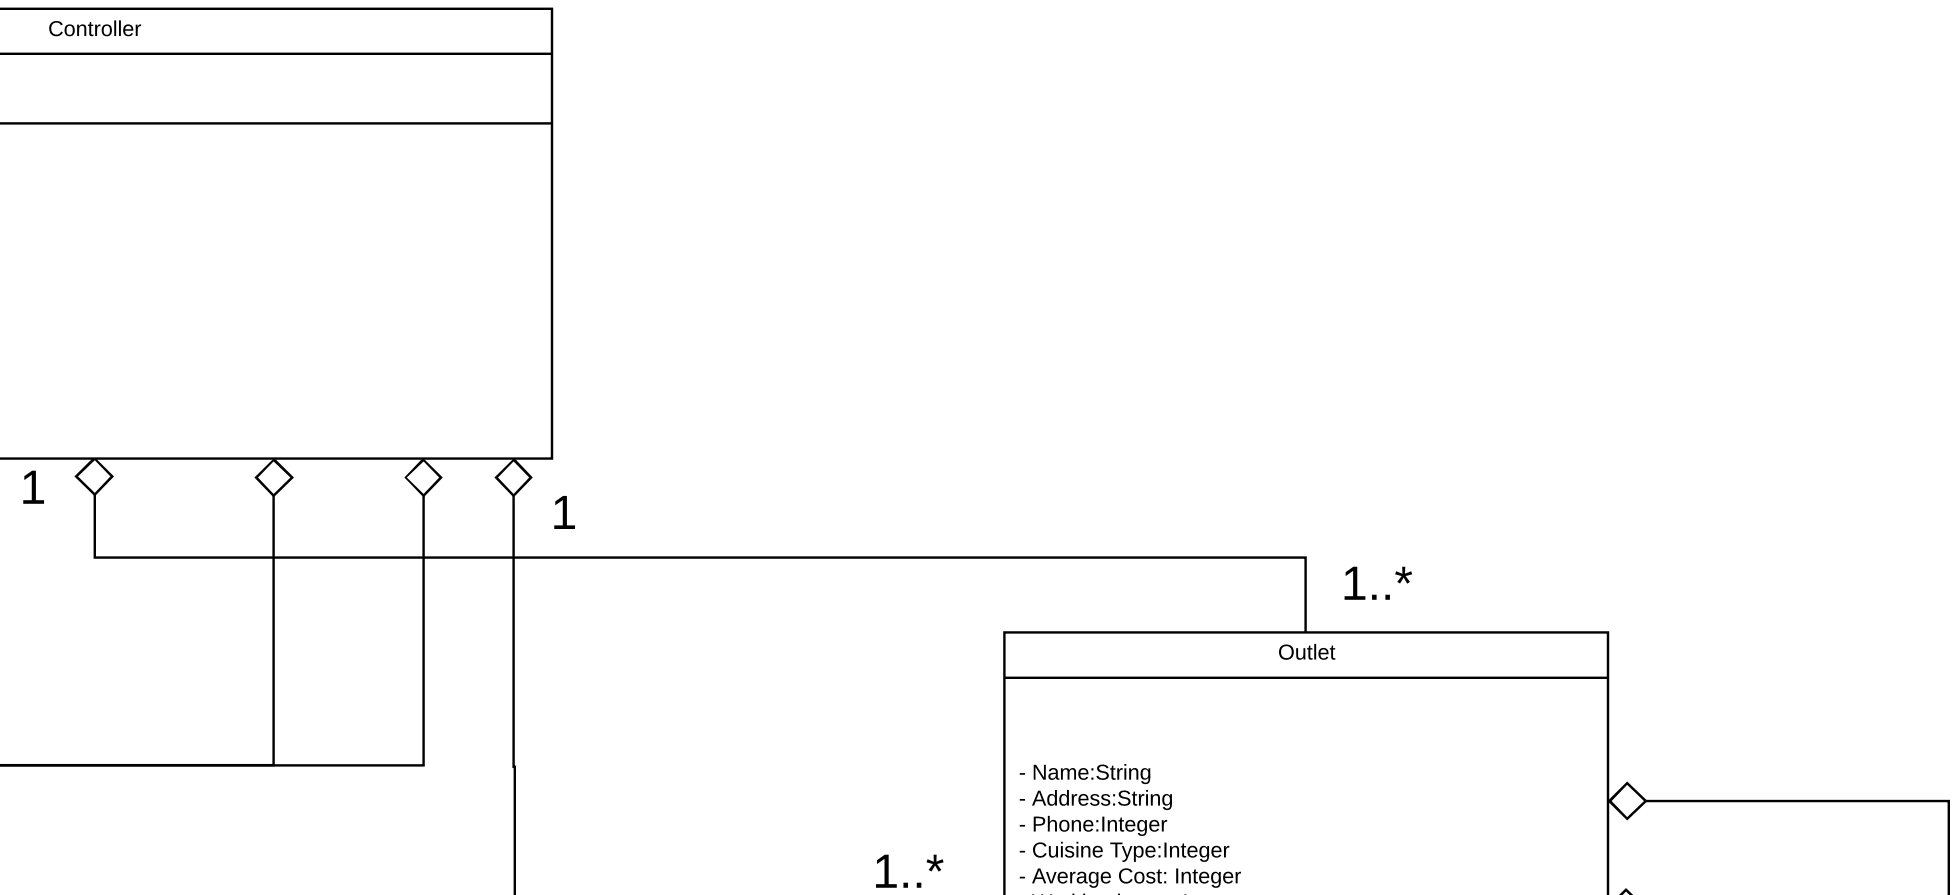 Controller
1
1
1..*
Outlet
- Name:String
- Address:String
- Phone:Integer
- Cuisine Type:Integer
- Average Cost: Integer
1..*